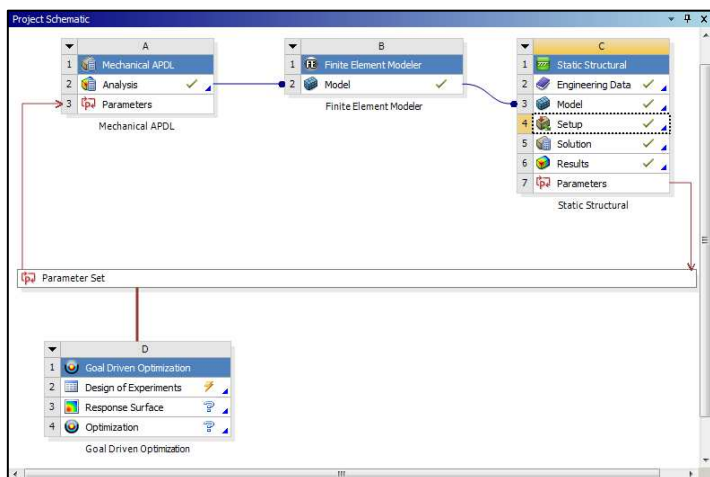 Project Schematic
A
1 Mechanical APDL
2 Analysis
3 Parameters
Mechanical APDL
B
1 Finite Element Modeler
2 Model
Finite Element Modeler
C
1 Static Structural
2 Engineering Data
3 Model
4 Setup
5 Solution
6 Results
7 Parameters
Static Structural
Parameter Set
D
1 Goal Driven Optimization
2 Design of Experiments
3 Response Surface
4 Optimization
Goal Driven Optimization